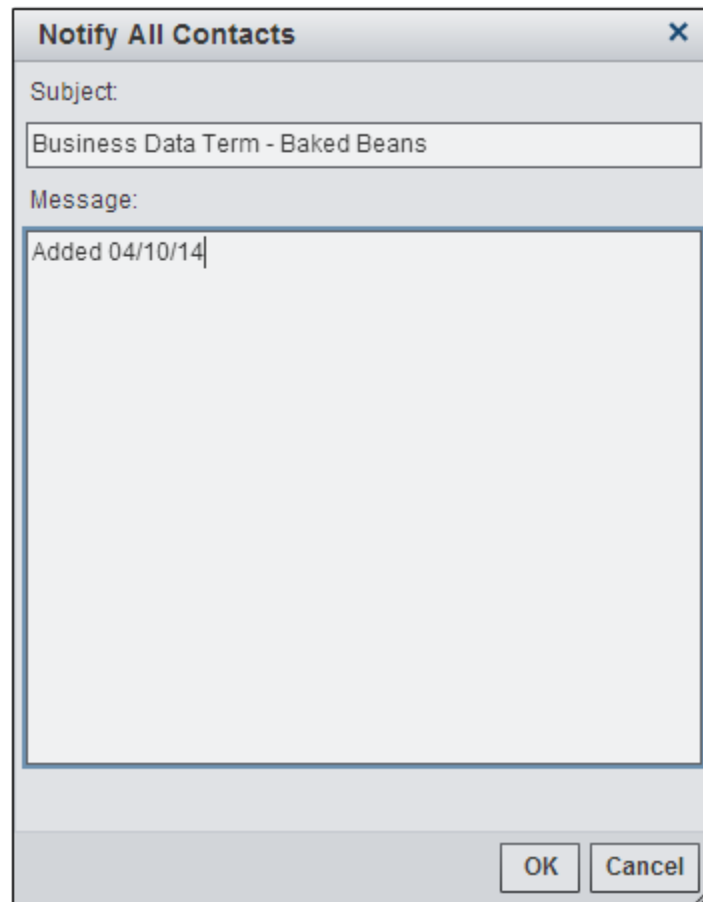 Notify All Contacts
Subject:
Business Data Term - Baked Beans
Message:
Added 04/10/14
OK Cancel